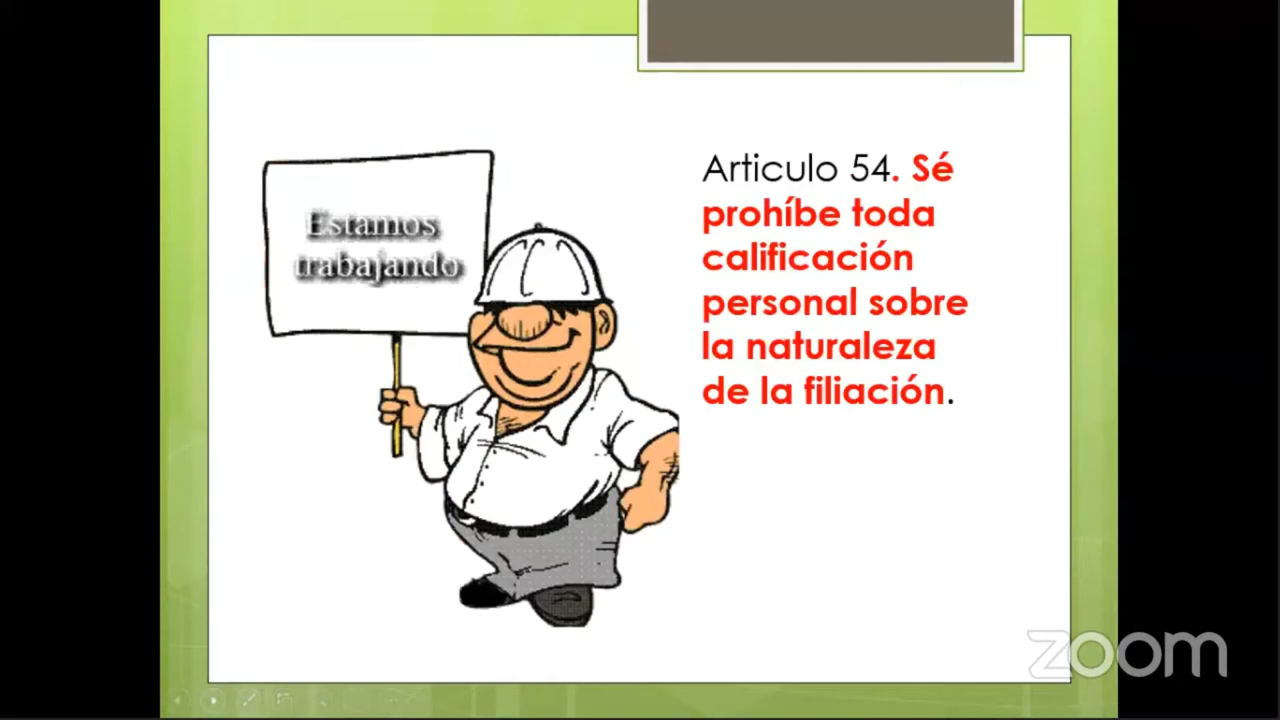 Estamos
trabajando
Articulo 54. Sé
prohíbe toda
calificación
personal sobre
la naturaleza
de la filiación.
zoom